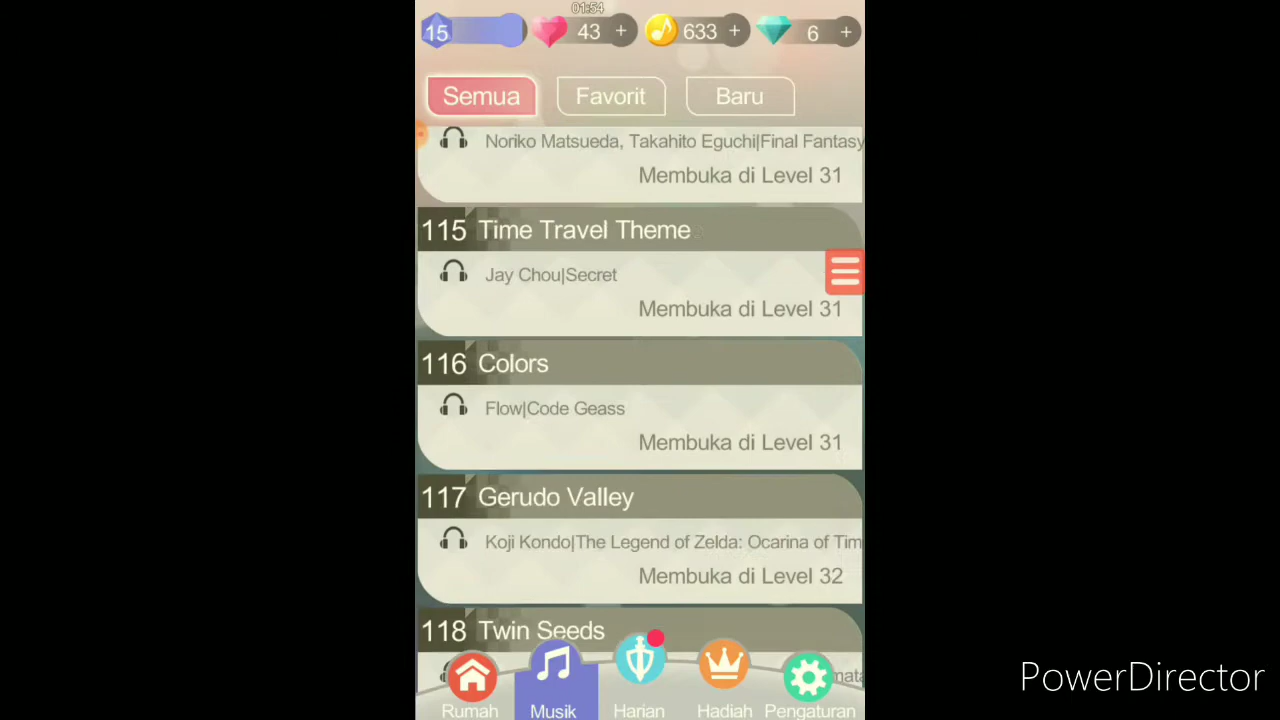 01:54
15 43 + 633 + 6 +
Semua Favorit Baru
Noriko Matsueda, Takahito Eguchi|Final Fantasy
Membuka di Level 31
115 Time Travel Theme
Jay Chou|Secret
Membuka di Level 31
116 Colors
Flow|Code Geass
Membuka di Level 31
117 Gerudo Valley
Koji Kondo|The Legend of Zelda: Ocarina of Tim
Membuka di Level 32
118 Twin Seeds
Rumah Musik Harian Hadiah Pengaturan
PowerDirector